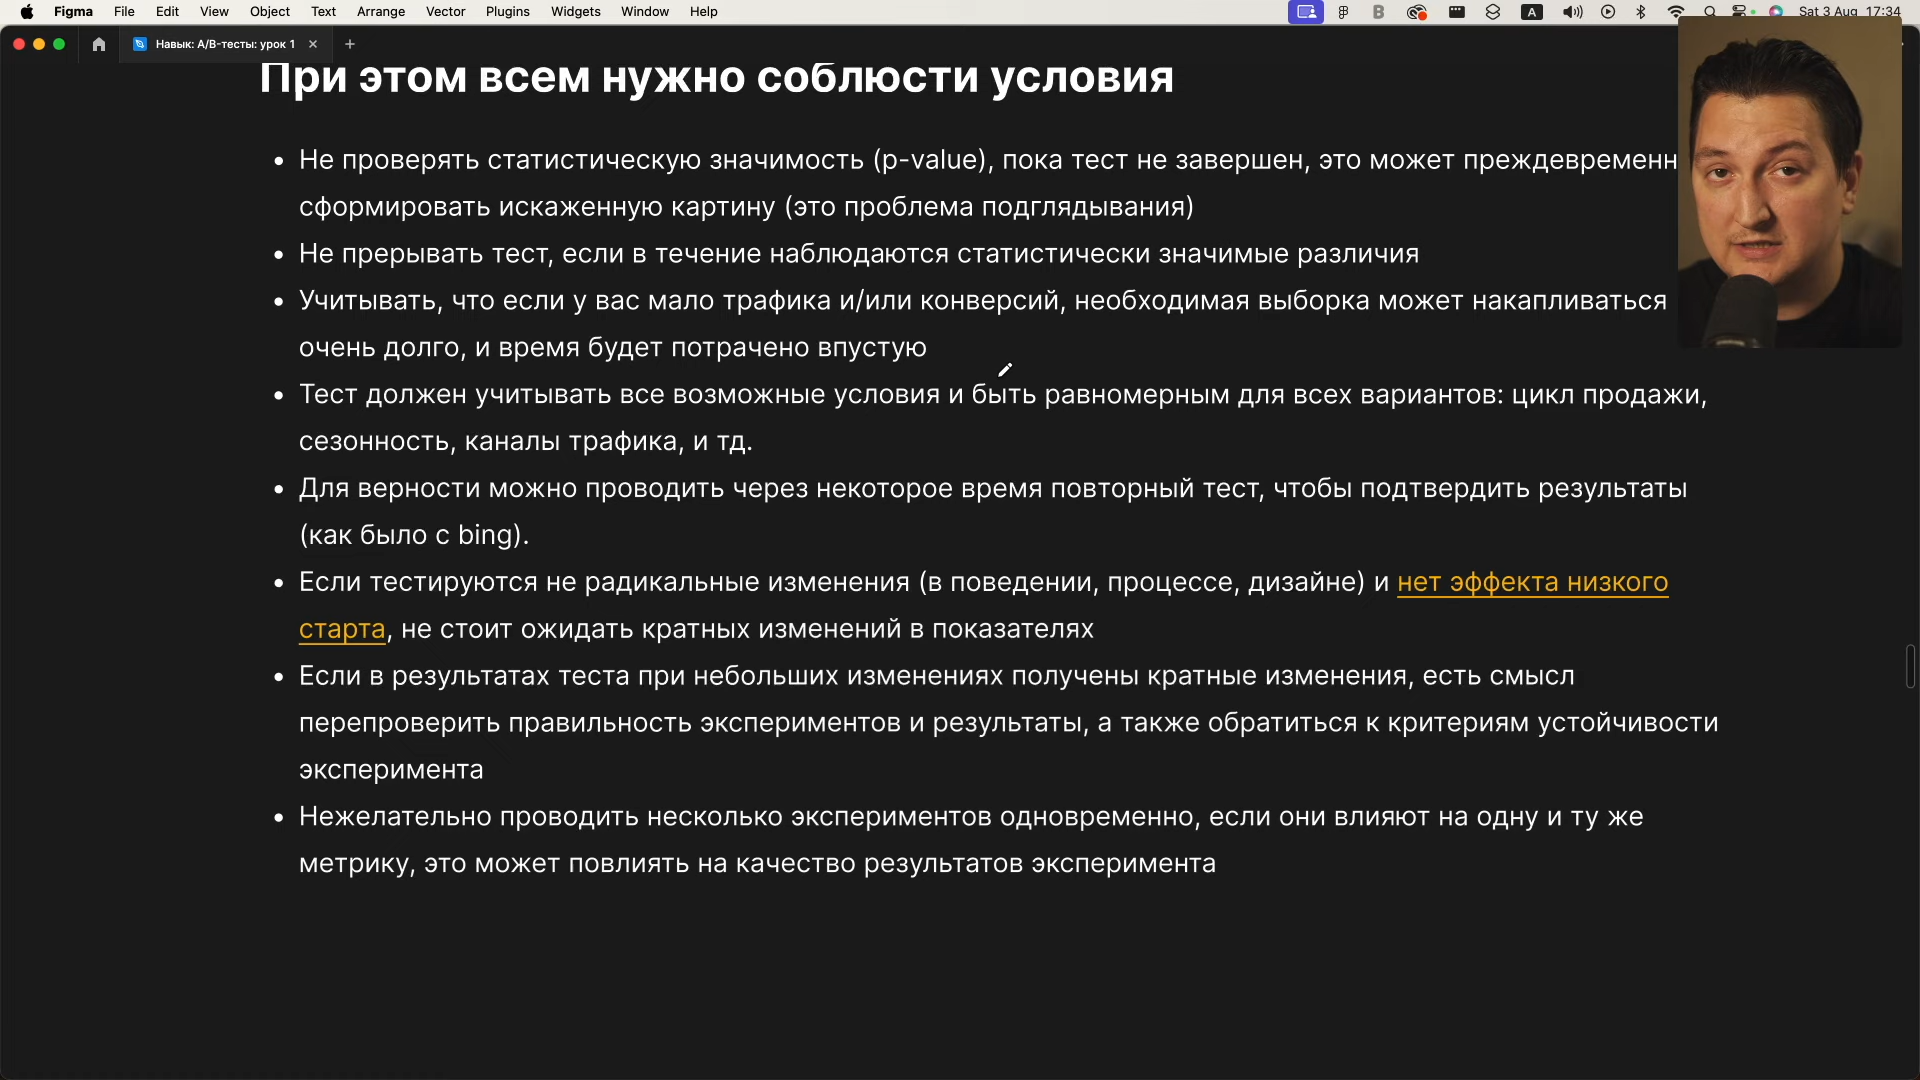 Figma File Edit View Object Text Arrange Vector Plugins Widgets Window Help A Sat 3 Aug 17:34
Навык: A/B-тесты: урок 1
При этом всем нужно соблюсти условия
• Не проверять статистическую значимость (p-value), пока тест не завершен, это может
сформировать искаженную картину (это проблема подглядывания)
• Не прерывать тест, если в течение наблюдаются статистически значимые различия
• Учитывать, что если у вас мало трафика и/или конверсий, необходимая выборка может накапливаться
очень долго, и время будет потрачено впустую
• Тест должен учитывать все возможные условия и быть равномерным для всех вариантов: цикл продажи,
сезонность, каналы трафика, и тд.
• Для верности можно проводить через некоторое время повторный тест, чтобы подтвердить результаты
(как было с bing).
• Если тестируются не радикальные изменения (в поведении, процессе, дизайне) и нет эффекта низкого
старта, не стоит ожидать кратных изменений в показателях
• Если в результатах теста при небольших изменениях получены кратные изменения, есть смысл
перепроверить правильность экспериментов и результаты, а также обратиться к критериям устойчивости
эксперимента
• Нежелательно проводить несколько экспериментов одновременно, если они влияют на одну и ту же
метрику, это может повлиять на качество результатов эксперимента